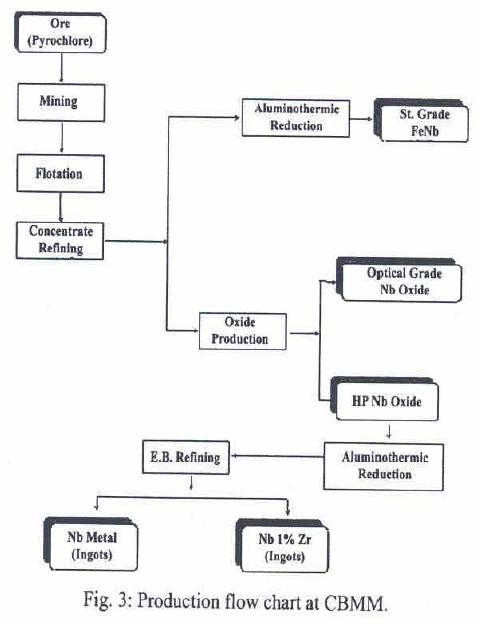 Ore
(Pyrochlore)
Mining
Flotation
Concentrate
Refining
Aluminothermic
Reduction
St. Grade
FeNb
Oxide
Production
Optical Grade
Nb Oxide
HP Nb Oxide
Aluminothermic
Reduction
E.B. Refining
Nb Metal
(Ingots)
Nb 1% Zr
(Ingots)
Fig. 3: Production flow chart at CBMM.